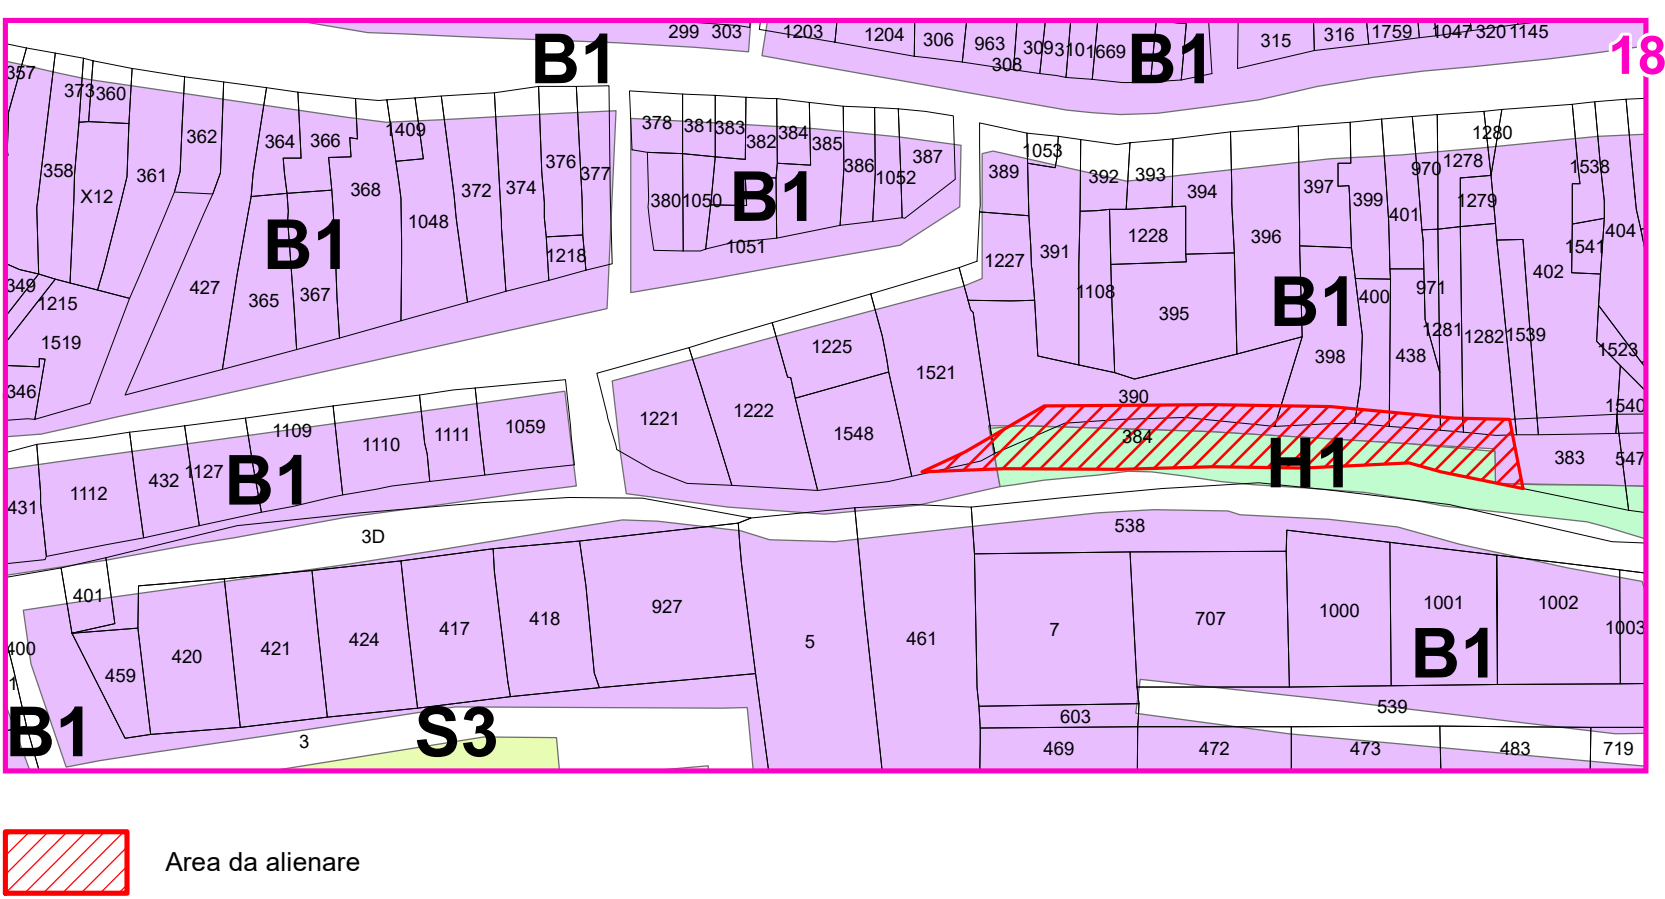 299 303 1203 1204 306 963 308 309 310 1669 315 316 1759 1047 320 1145
B1 B1 18
357 373 360 362 364 366 1409 376 377
358 X12 361 368 372 374 1048 1218
378 381 383 382 384 385 386 387 1052
380 1050 1051
B1 B1
389 1053 392 393 394 397 399 401 970 1278 1280 1279 1538
1227 391 1228 396 1541 404 402
1108 395 B1 400 971 1281 1282 1539 1523
349 1215 427 365 367
1519 346
1225 1521 398 438
1221 1222 1548 390 1540
384 H1 383 547
1109 1110 1111 1059
431 1112 432 1127 B1
3D 538
401 400 1
459 420 421 424 417 418 927 5 461 7 707 1000 1001 1002 1003
B1 B1
S3 3 603 539
469 472 473 483 719
Area da alienare